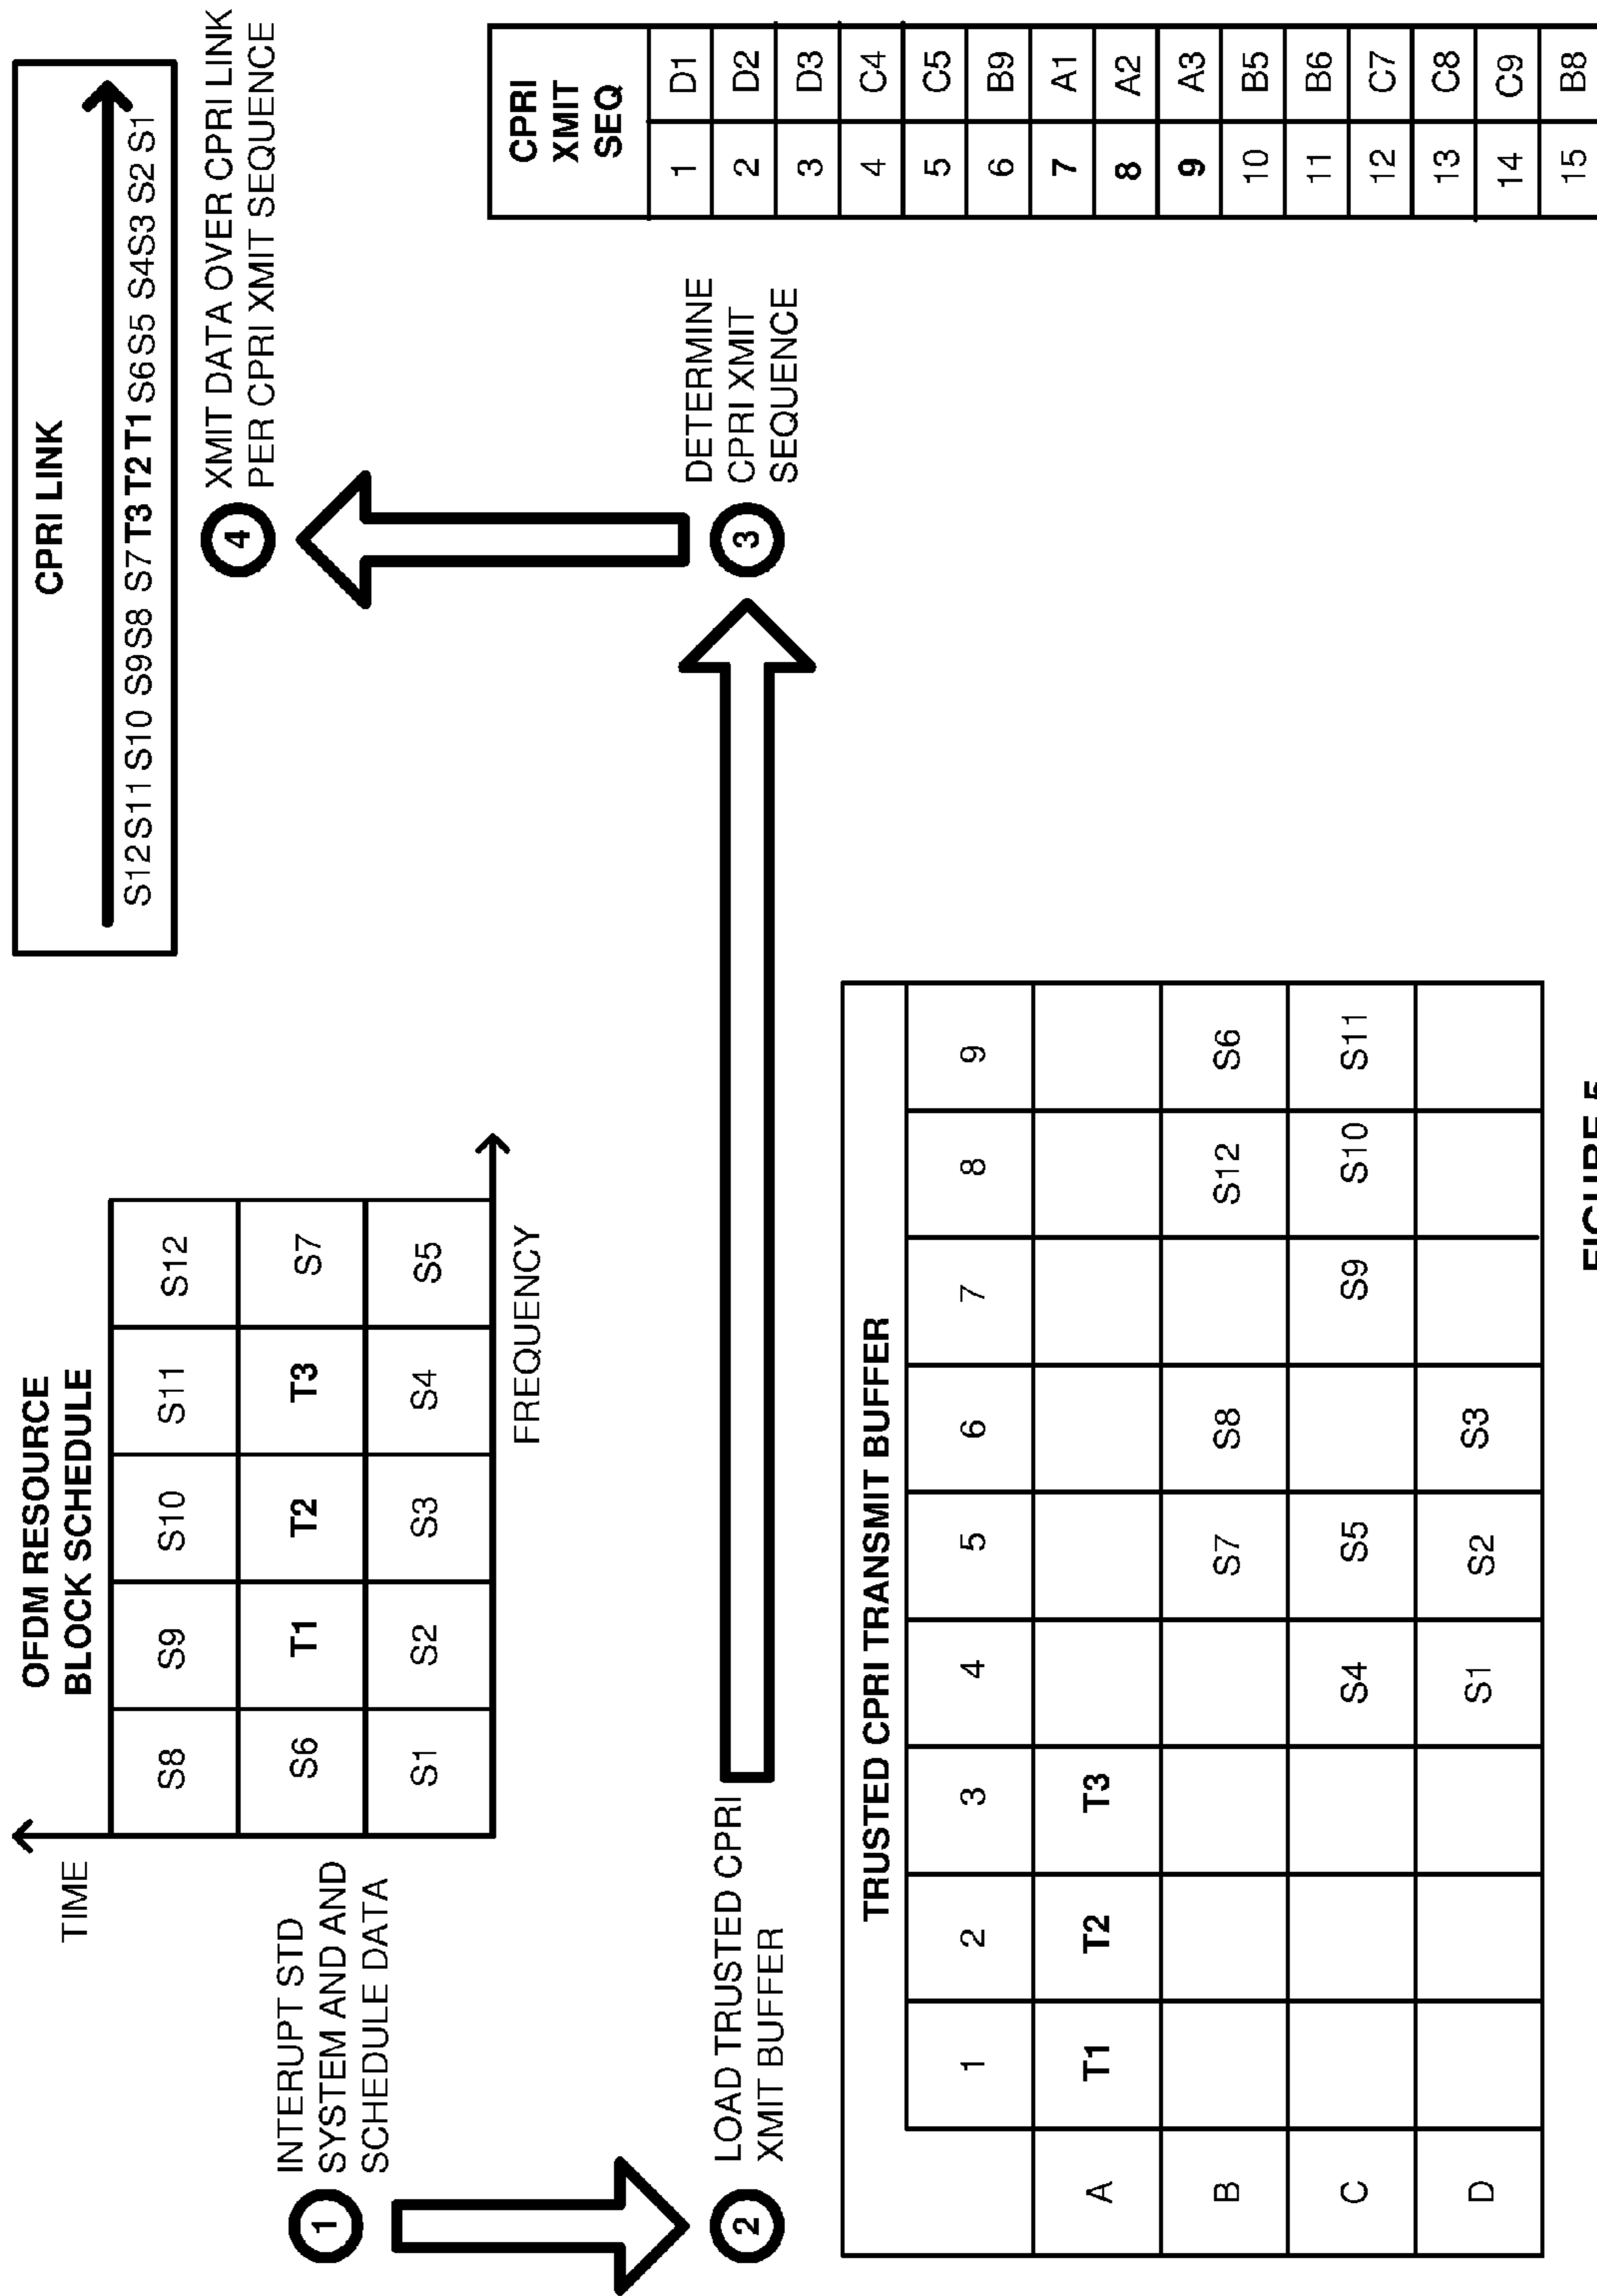 OFDM RESOURCE
BLOCK SCHEDULE
TIME
S8 S9 S10 S11 S12
S6 T1 T2 T3 S7
S1 S2 S3 S4 S5
FREQUENCY
1
INTERUPT STD
SYSTEM AND AND
SCHEDULE DATA
CPRI LINK
S12 S11 S10 S9 S8 S7 T3 T2 T1 S6 S5 S4 S3 S2 S1
4
XMIT DATA OVER CPRI LINK
PER CPRI XMIT SEQUENCE
2
LOAD TRUSTED CPRI
XMIT BUFFER
3
DETERMINE
CPRI XMIT
SEQUENCE
TRUSTED CPRI TRANSMIT BUFFER
1 2 3 4 5 6 7 8 9
A T1 T2 T3
B S7 S8 S12 S6
C S4 S5 S9 S10 S11
D S1 S2 S3
CPRI
XMIT
SEQ
1 D1
2 D2
3 D3
4 C4
5 C5
6 B9
7 A1
8 A2
9 A3
10 B5
11 B6
12 C7
13 C8
14 C9
15 B8
FIGURE 5